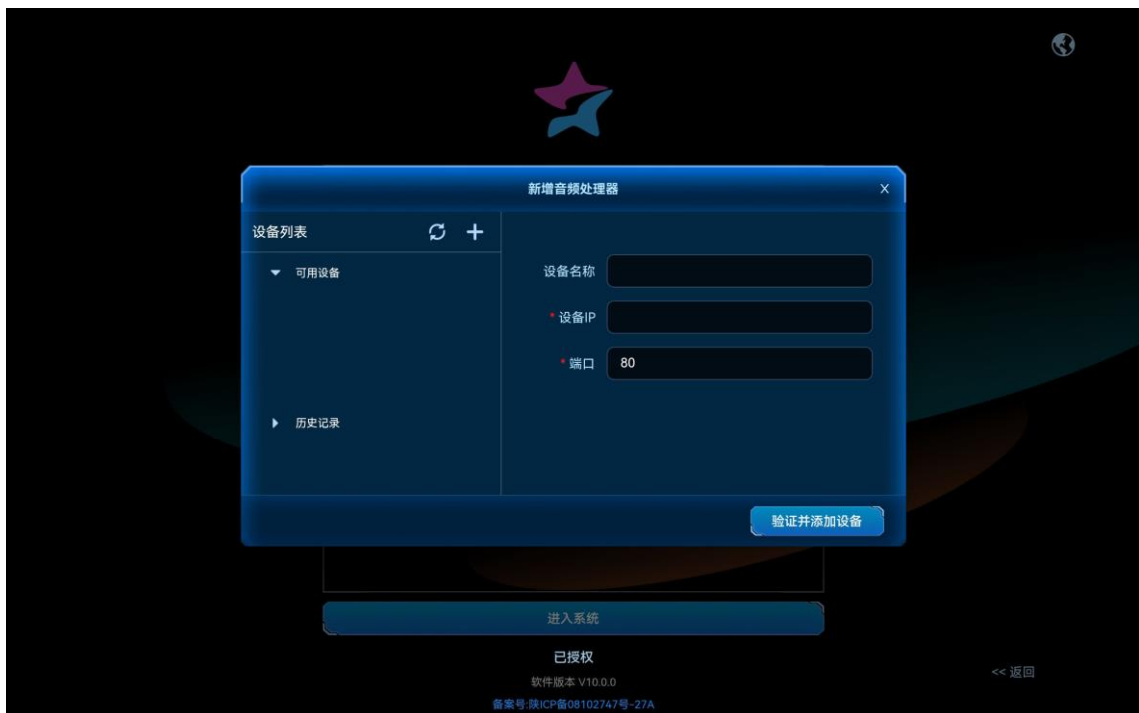 新增音频处理器 X
设备列表
可用设备
历史记录
设备名称
* 设备IP
* 端口 80
验证并添加设备
进入系统
已授权
软件版本 V10.0.0
<< 返回
备案号:陕ICP备08102747号-27A